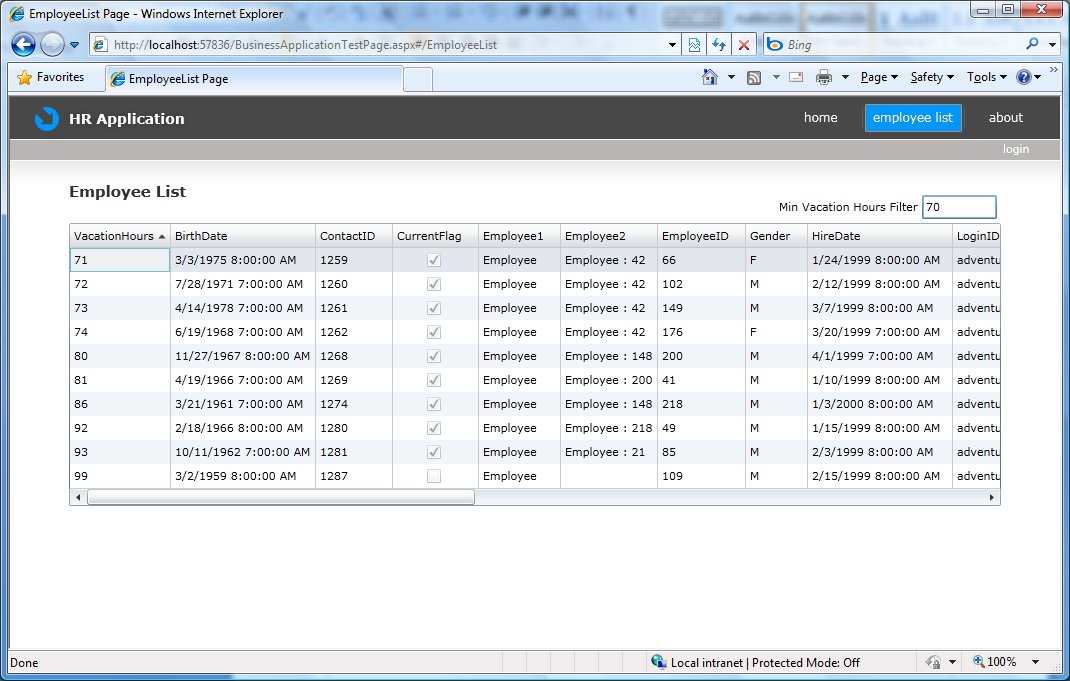 EmployeeList Page - Windows Internet Explorer
http://localhost:57836/BusinessApplicationTestPage.aspx#/EmployeeList
Bing
Favorites
EmployeeList Page
Page
Safety
Tools
HR Application
home
employee list
about
login
Employee List
Min Vacation Hours Filter 70
VacationHours BirthDate ContactID CurrentFlag Employee1 Employee2 EmployeeID Gender HireDate LoginID
71 3/3/1975 8:00:00 AM 1259 Employee Employee : 42 66 F 1/24/1999 8:00:00 AM adventu
72 7/28/1971 7:00:00 AM 1260 Employee Employee : 42 102 M 2/12/1999 8:00:00 AM adventu
73 4/14/1978 7:00:00 AM 1261 Employee Employee : 42 149 M 3/7/1999 8:00:00 AM adventu
74 6/19/1968 7:00:00 AM 1262 Employee Employee : 42 176 F 3/20/1999 7:00:00 AM adventu
80 11/27/1967 8:00:00 AM 1268 Employee Employee : 148 200 M 4/1/1999 7:00:00 AM adventu
81 4/19/1966 7:00:00 AM 1269 Employee Employee : 200 41 M 1/10/1999 8:00:00 AM adventu
86 3/21/1961 7:00:00 AM 1274 Employee Employee : 148 218 M 1/3/2000 8:00:00 AM adventu
92 2/18/1966 8:00:00 AM 1280 Employee Employee : 218 49 M 1/15/1999 8:00:00 AM adventu
93 10/11/1962 7:00:00 AM 1281 Employee Employee : 21 85 M 2/3/1999 8:00:00 AM adventu
99 3/2/1959 8:00:00 AM 1287 Employee 109 M 2/15/1999 8:00:00 AM adventu
Done
Local intranet | Protected Mode: Off
100%